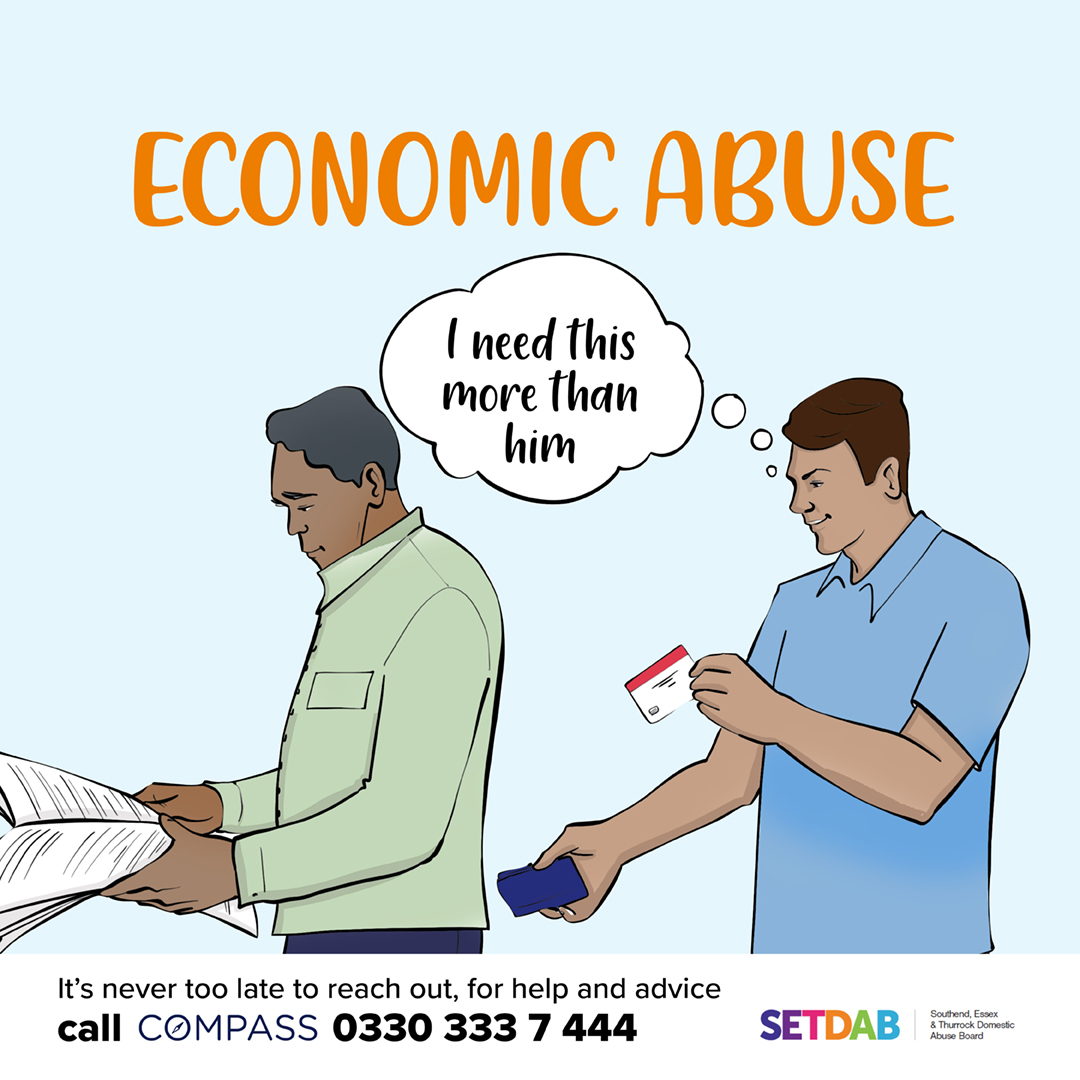 ECONOMIC ABUSE
I need this
more than
him
It's never too late to reach out, for help and advice
call COMPASS 0330 333 7 444
SETDAB
Southend, Essex
& Thurrock Domestic
Abuse Board